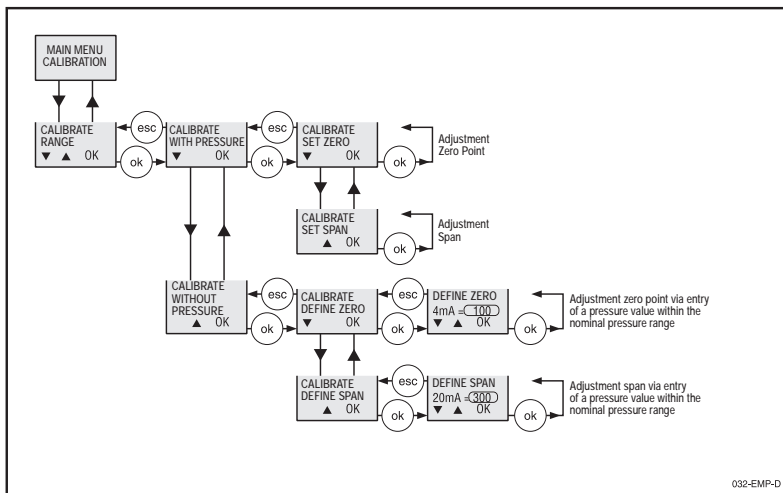 MAIN MENU
CALIBRATION
CALIBRATE
RANGE
▼ ▲ OK
esc
ok
CALIBRATE
WITH PRESSURE
▼ OK
esc
ok
CALIBRATE
SET ZERO
▼ OK
ok
Adjustment
Zero Point
CALIBRATE
SET SPAN
▲ OK
ok
Adjustment
Span
CALIBRATE
WITHOUT
PRESSURE
▲ OK
esc
ok
CALIBRATE
DEFINE ZERO
▼ OK
esc
ok
DEFINE ZERO
4mA = 100
▼ ▲ OK
ok
Adjustment zero point via entry
of a pressure value within the
nominal pressure range
CALIBRATE
DEFINE SPAN
▲ OK
esc
ok
DEFINE SPAN
20mA = 300
▼ ▲ OK
ok
Adjustment span via entry
of a pressure value within the
nominal pressure range
032-EMP-D